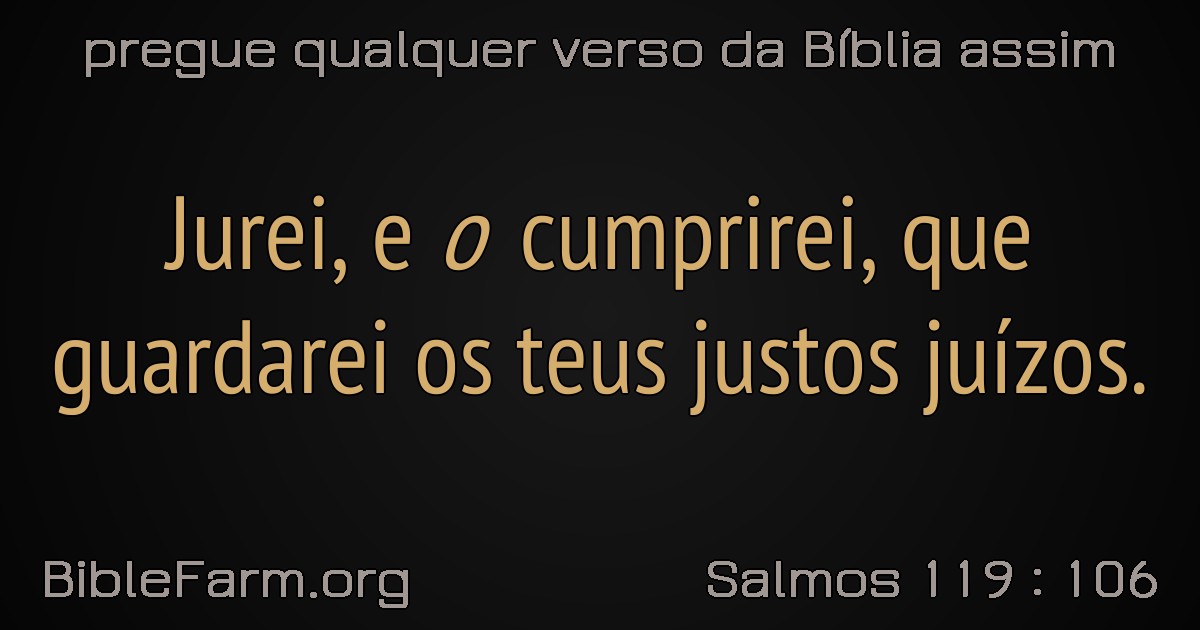 pregue qualquer verso da Bíblia assim
Jurei, e o cumprirei, que
guardarei os teus justos juízos.
BibleFarm.org
Salmos 119 : 106